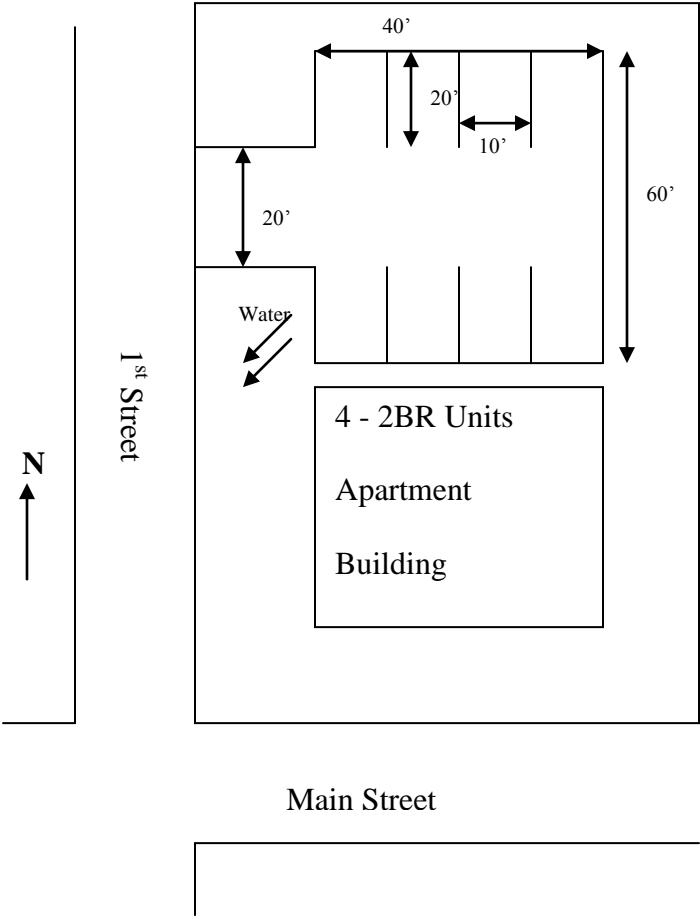 40’
20’
10’
60’
20’
Water
1st Street
N
4 - 2BR Units
Apartment
Building
Main Street